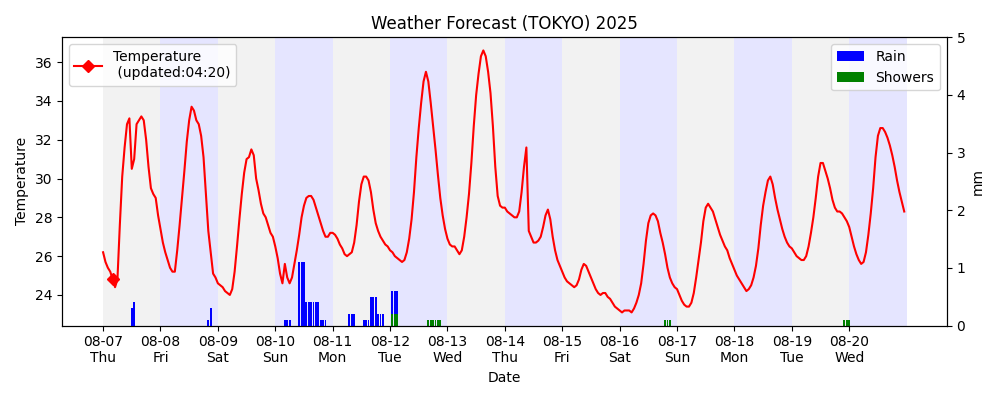 Weather Forecast (TOKYO) 2025
Temperature
(updated:04:20)
Rain
Showers
Temperature
36
34
32
30
28
26
24
5
4
3
2
1
0
mm
08-07 08-08 08-09 08-10 08-11 08-12 08-13 08-14 08-15 08-16 08-17 08-18 08-19 08-20
Thu Fri Sat Sun Mon Tue Wed Thu Fri Sat Sun Mon Tue Wed
Date